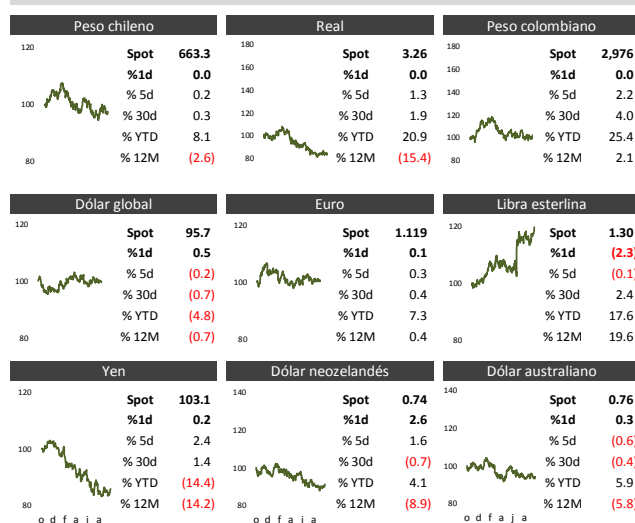 Peso chileno
120
100
80
Spot 663.3
%1d 0.0
% 5d 0.2
% 30d 0.3
% YTD 8.1
% 12M (2.6)
Real
180
160
140
120
100
80
Spot 3.26
%1d 0.0
% 5d 1.3
% 30d 1.9
% YTD 20.9
% 12M (15.4)
Peso colombiano
180
160
140
120
100
80
Spot 2,976
%1d 0.0
% 5d 2.2
% 30d 4.0
% YTD 25.4
% 12M 2.1
Dólar global
120
100
80
Spot 95.7
%1d 0.5
% 5d (0.2)
% 30d (0.7)
% YTD (4.8)
% 12M (0.7)
Euro
120
100
80
Spot 1.119
%1d 0.1
% 5d 0.3
% 30d 0.4
% YTD 7.3
% 12M 0.4
Libra esterlina
120
100
80
Spot 1.30
%1d (2.3)
% 5d (0.1)
% 30d 2.4
% YTD 17.6
% 12M 19.6
Yen
120
100
80
o d f a j a
Spot 103.1
%1d 0.2
% 5d 2.4
% 30d 1.4
% YTD (14.4)
% 12M (14.2)
Dólar neozelandés
140
120
100
80
o d f a j a
Spot 0.74
%1d 2.6
% 5d 1.6
% 30d (0.7)
% YTD 4.1
% 12M (8.9)
Dólar australiano
140
120
100
80
o d f a j a
Spot 0.76
%1d 0.3
% 5d (0.6)
% 30d (0.4)
% YTD 5.9
% 12M (5.8)